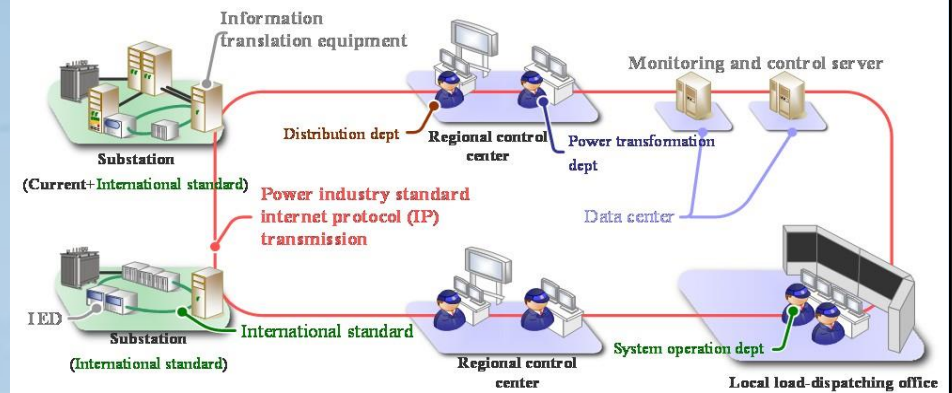 Information
translation equipment
Monitoring and control server
Distribution dept
Regional control
center
Power transformation
dept
Substation
(Current+International standard)
Power industry standard
internet protocol (IP)
transmission
Data center
IED
International standard
Substation
(International standard)
System operation dept
Regional control
center
Local load-dispatching office